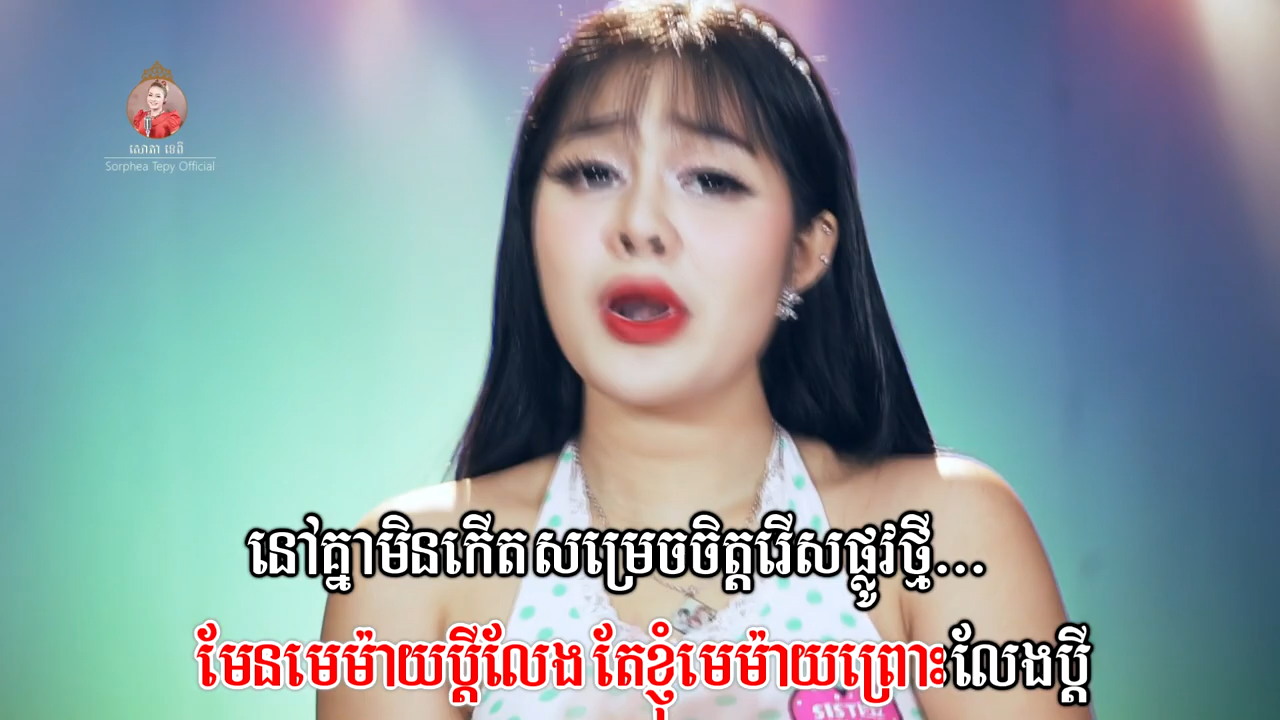 សោភា ទេពី
Sorphea Tepy Official
នៅគ្នាមិនកើត សម្រេចចិត្តរើសផ្លូវថ្មី...
មែនមេម៉ាយប្ដីលែង តែខ្ញុំមេម៉ាយព្រោះលែងប្ដី